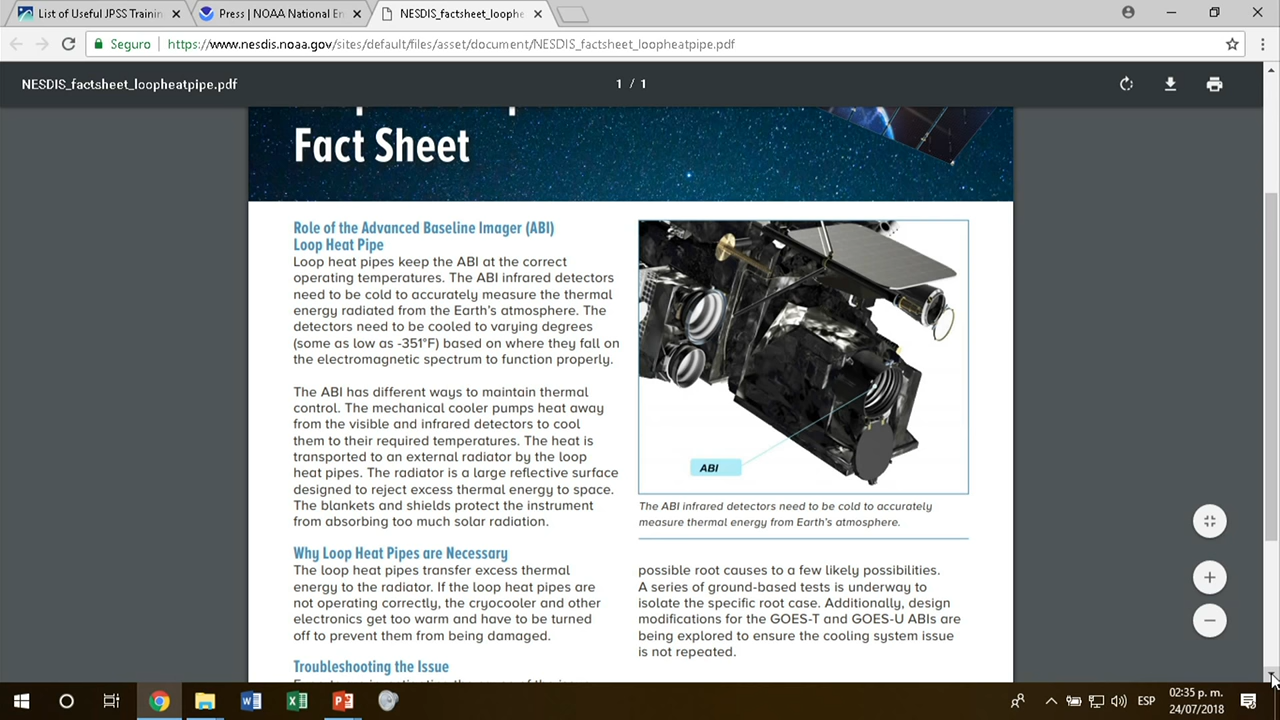 List of Useful JPSS Trainin
Press | NOAA National En
NESDIS_factsheet_loophe
Seguro
https://www.nesdis.noaa.gov/sites/default/files/asset/document/NESDIS_factsheet_loopheatpipe.pdf
NESDIS_factsheet_loopheatpipe.pdf
1 / 1
Fact Sheet
Role of the Advanced Baseline Imager (ABI)
Loop Heat Pipe
Loop heat pipes keep the ABI at the correct
operating temperatures. The ABI infrared detectors
need to be cold to accurately measure the thermal
energy radiated from the Earth's atmosphere. The
detectors need to be cooled to varying degrees
(some as low as -351°F) based on where they fall on
the electromagnetic spectrum to function properly.
The ABI has different ways to maintain thermal
control. The mechanical cooler pumps heat away
from the visible and infrared detectors to cool
them to their required temperatures. The heat is
transported to an external radiator by the loop
heat pipes. The radiator is a large reflective surface
designed to reject excess thermal energy to space.
The blankets and shields protect the instrument
from absorbing too much solar radiation.
Why Loop Heat Pipes are Necessary
The loop heat pipes transfer excess thermal
energy to the radiator. If the loop heat pipes are
not operating correctly, the cryocooler and other
electronics get too warm and have to be turned
off to prevent them from being damaged.
Troubleshooting the Issue
ABI
The ABI infrared detectors need to be cold to accurately
measure thermal energy from Earth's atmosphere.
possible root causes to a few likely possibilities.
A series of ground-based tests is underway to
isolate the specific root case. Additionally, design
modifications for the GOES-T and GOES-U ABIs are
being explored to ensure the cooling system issue
is not repeated.
ESP
02:35 p. m.
24/07/2018